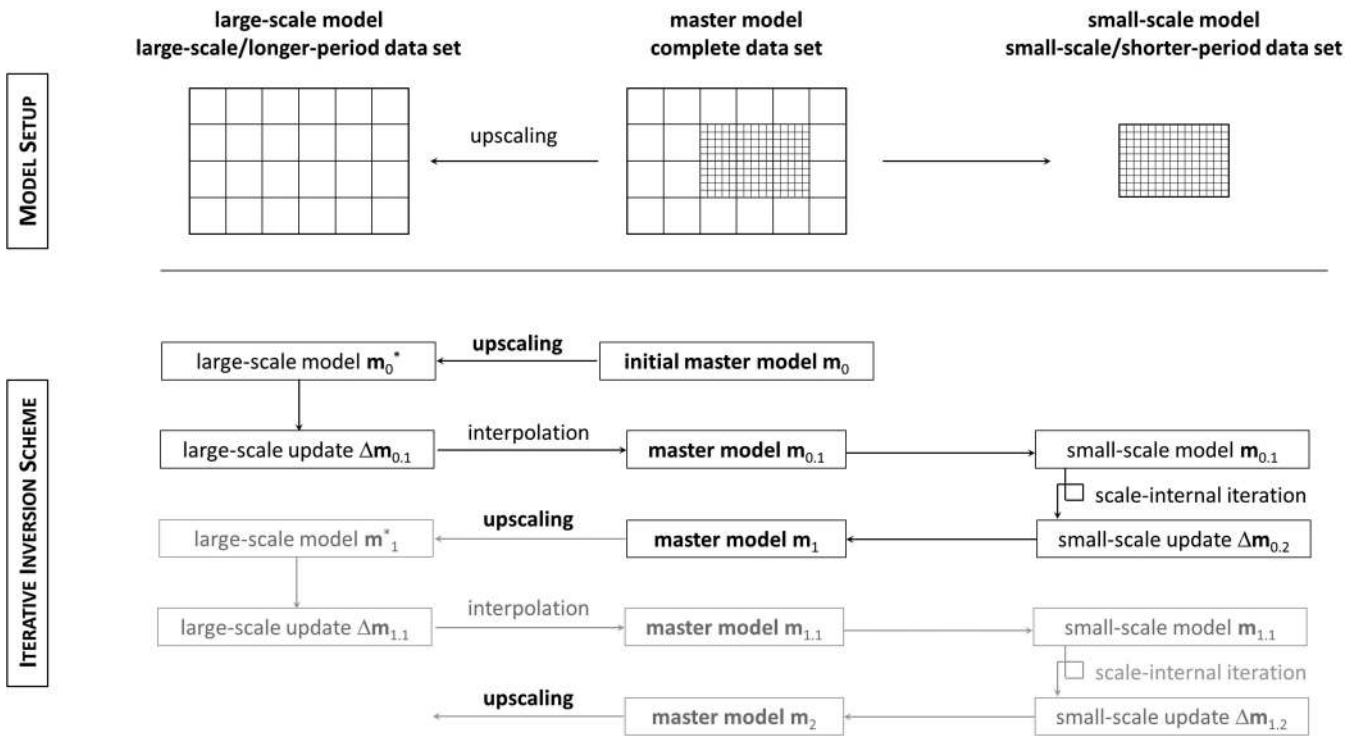 large-scale model
large-scale/longer-period data set
master model
complete data set
small-scale model
small-scale/shorter-period data set
MODEL SETUP
upscaling
ITERATIVE INVERSION SCHEME
large-scale model m₀*
upscaling
initial master model m₀
large-scale update Δm₀.₁
interpolation
master model m₀.₁
small-scale model m₀.₁
scale-internal iteration
large-scale model m*₁
upscaling
master model m₁
small-scale update Δm₀.₂
large-scale update Δm₁.₁
interpolation
master model m₁.₁
small-scale model m₁.₁
scale-internal iteration
upscaling
master model m₂
small-scale update Δm₁.₂